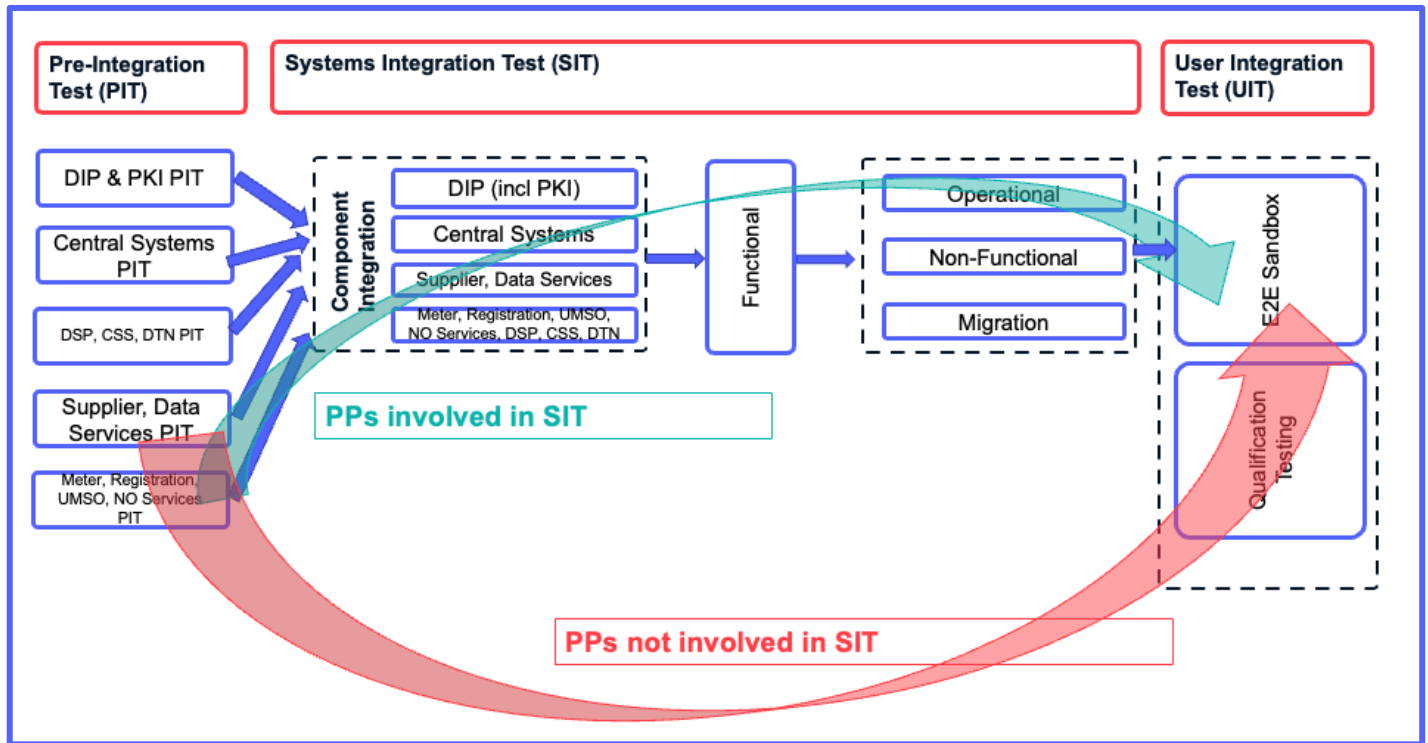 Pre-Integration
Test (PIT)
Systems Integration Test (SIT)
User Integration
Test (UIT)
DIP & PKI PIT
Central Systems
PIT
DSP, CSS, DTN PIT
Supplier, Data
Services PIT
Meter, Registration,
UMSO, NO Services
PIT
Component
Integration
DIP (incl PKI)
Central Systems
Supplier, Data Services
Meter, Registration, UMSO,
NO Services, DSP, CSS, DTN
Functional
Operational
Non-Functional
Migration
E2E Sandbox
Qualification
Testing
PPs involved in SIT
PPs not involved in SIT